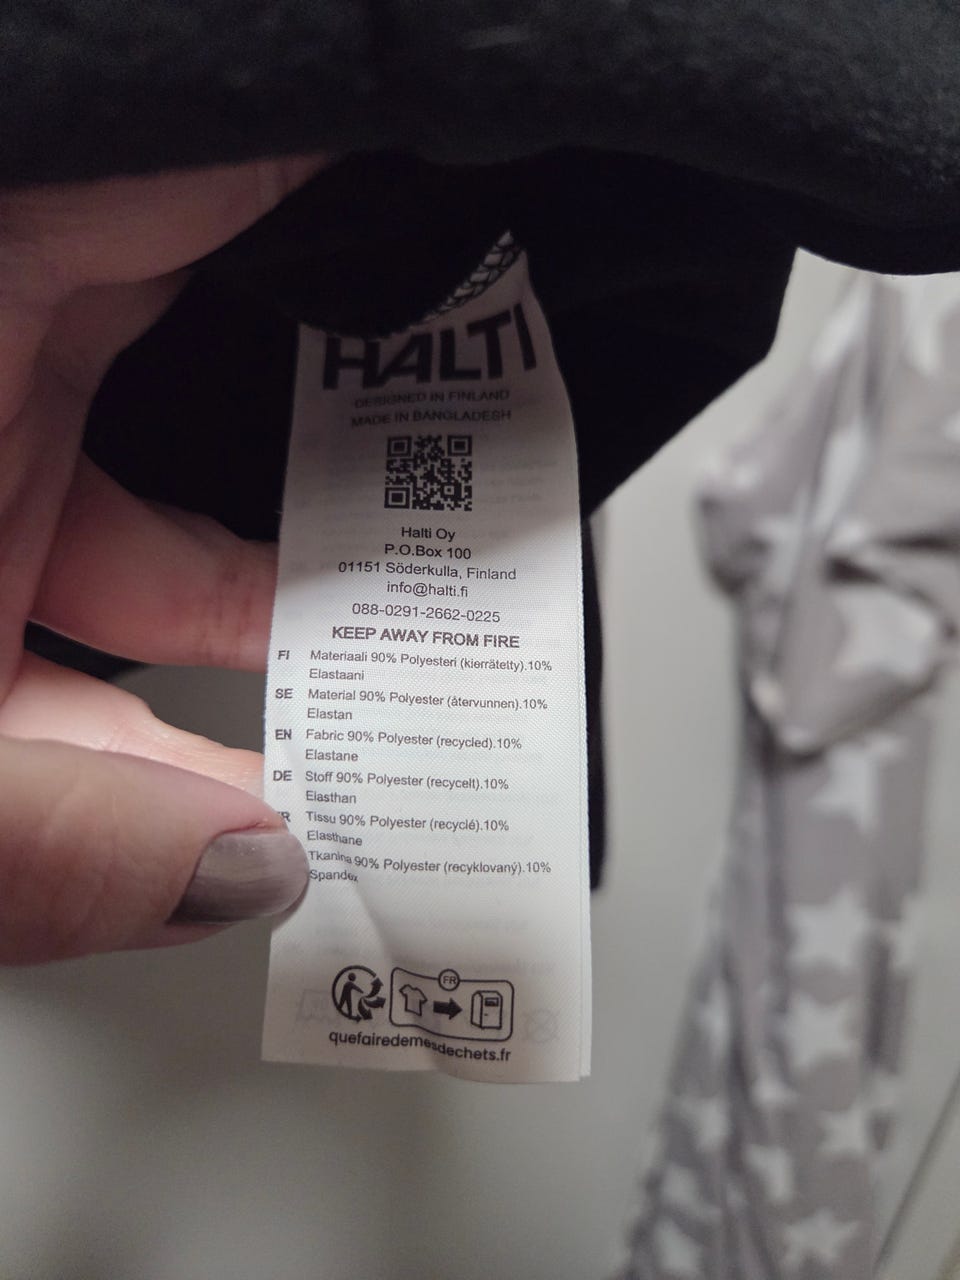 HALTI
DESIGNED IN FINLAND
MADE IN BANGLADESH
Halti Oy
P.O.Box 100
01151 Söderkulla, Finland
info@halti.fi
088-0291-2662-0225
KEEP AWAY FROM FIRE
FI Materiaali 90% Polyesteri (kierrätetty).10%
Elastaani
SE Material 90% Polyester (återvunnen).10%
Elastan
EN Fabric 90% Polyester (recycled).10%
Elastane
DE Stoff 90% Polyester (recycelt).10%
Elasthan
R Tissu 90% Polyester (recyclé).10%
Elasthane
Tkanina 90% Polyester (recyklovaný).10%
Spandex
FR
quefairedemesdechets.fr